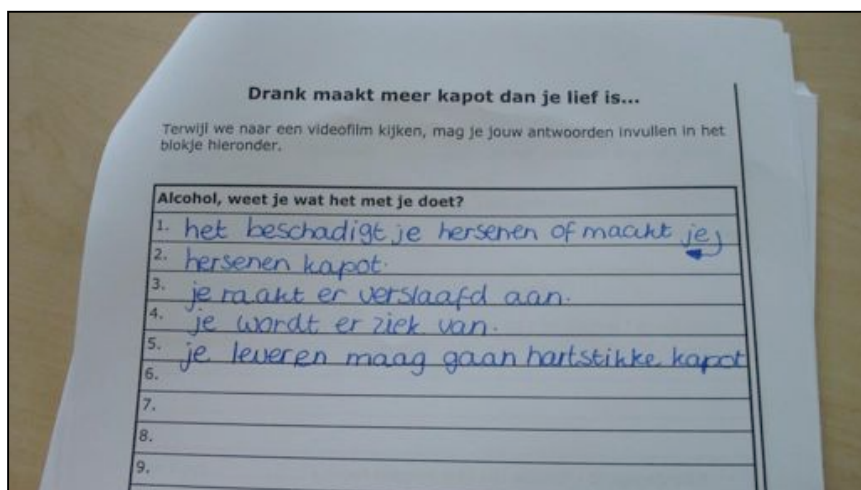 Drank maakt meer kapot dan je lief is...
Terwijl we naar een videofilm kijken, mag je jouw antwoorden invullen in het
blokje hieronder.
Alcohol, weet je wat het met je doet?
1. het beschadigt je hersenen of maakt je
2. hersenen kapot.
3. je raakt er verslaafd aan.
4. je wordt er ziek van.
5. je lever en maag gaan hartstikke kapot
6.
7.
8.
9.